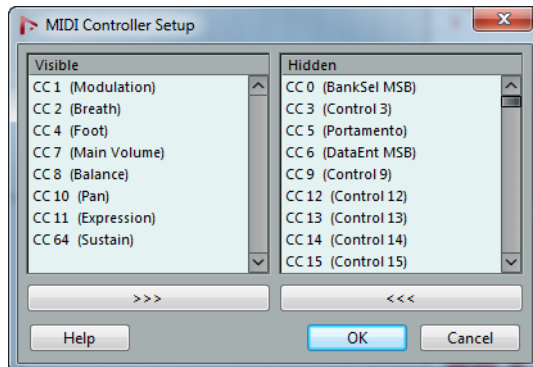 MIDI Controller Setup
Visible
CC 1 (Modulation)
CC 2 (Breath)
CC 4 (Foot)
CC 7 (Main Volume)
CC 8 (Balance)
CC 10 (Pan)
CC 11 (Expression)
CC 64 (Sustain)
>>>
Hidden
CC 0 (BankSel MSB)
CC 3 (Control 3)
CC 5 (Portamento)
CC 6 (DataEnt MSB)
CC 9 (Control 9)
CC 12 (Control 12)
CC 13 (Control 13)
CC 14 (Control 14)
CC 15 (Control 15)
<<<
Help
OK
Cancel